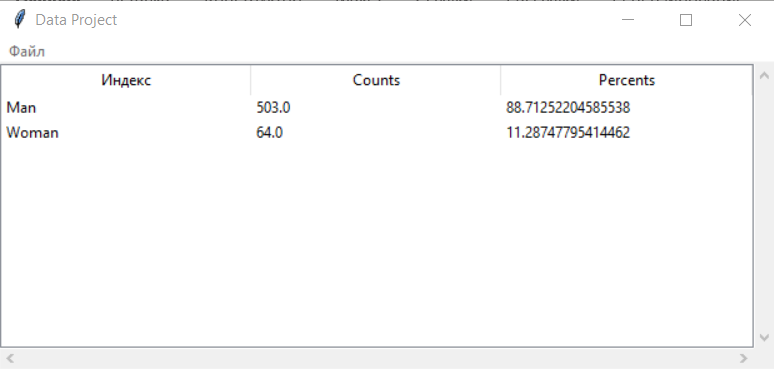 Data Project
Файл
Индекс Counts Percents
Man 503.0 88.71252204585538
Woman 64.0 11.28747795414462